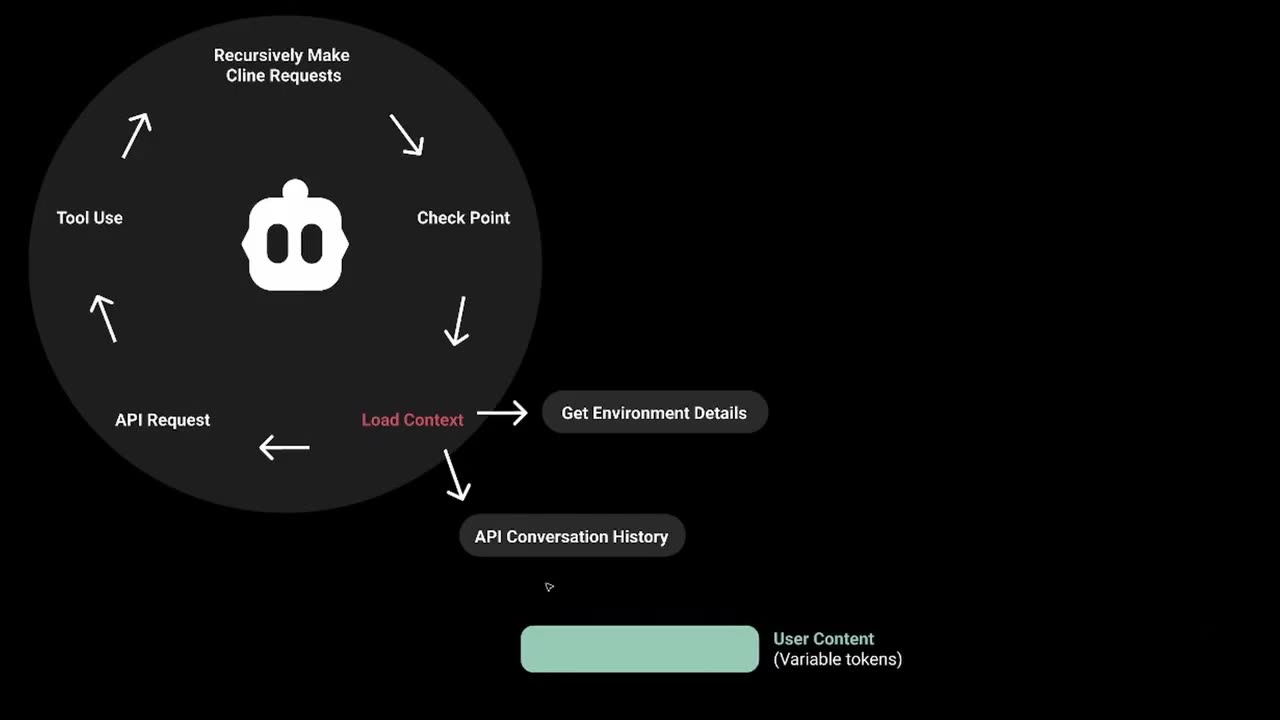 Recursively Make
Cline Requests
Tool Use
Check Point
API Request
Load Context
Get Environment Details
API Conversation History
User Content
(Variable tokens)